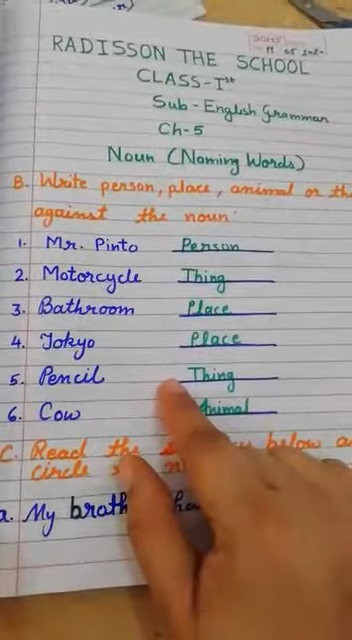 RADISSON THE SCHOOL
CLASS-Ist
Sub-English Grammar
Ch-5
Noun (Naming Words)
B. Write person, place, animal or
against the noun
1. Mr. Pinto Person
2. Motorcycle Thing
3. Bathroom Place
4. Tokyo Place
5. Pencil Thing
6. Cow Animal
C. Read the below
circle
a. My